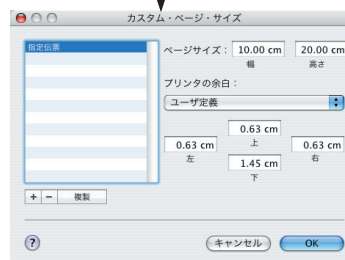 カスタム・ページ・サイズ
指定伝票
ページサイズ： 10.00 cm 20.00 cm
幅 高さ
プリンタの余白：
ユーザ定義
0.63 cm
上
0.63 cm 0.63 cm
左 右
1.45 cm
下
+ − 複製
? キャンセル OK